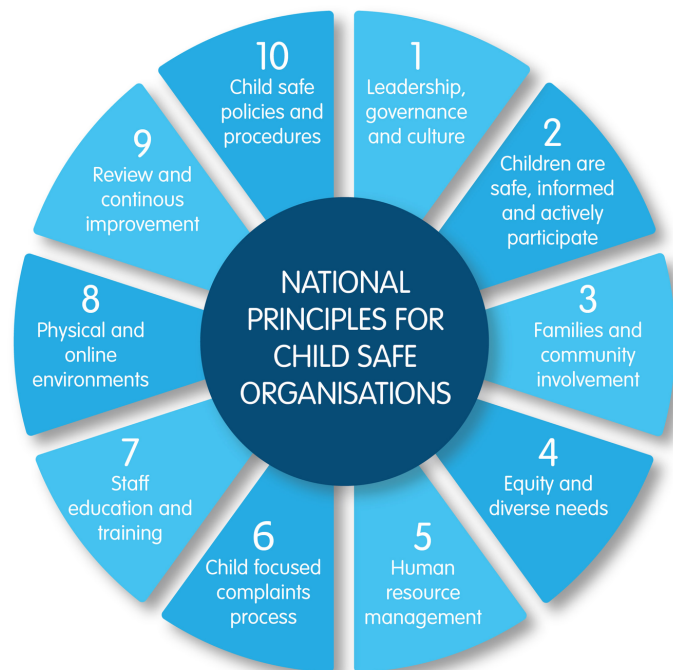 NATIONAL
PRINCIPLES FOR
CHILD SAFE
ORGANISATIONS
1
Leadership,
governance
and culture
2
Children are
safe, informed
and actively
participate
3
Families and
community
involvement
4
Equity and
diverse needs
5
Human
resource
management
6
Child focused
complaints
process
7
Staff
education and
training
8
Physical and
online
environments
9
Review and
continous
improvement
10
Child safe
policies and
procedures